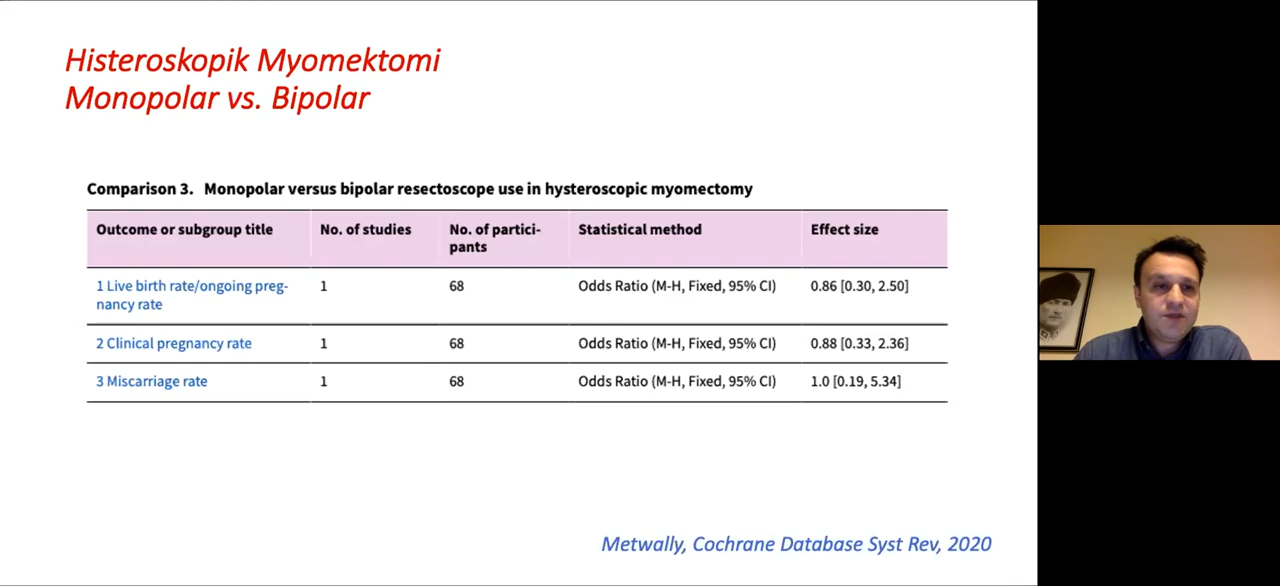 Histeroskopik Myomektomi
Monopolar vs. Bipolar
Comparison 3. Monopolar versus bipolar resectoscope use in hysteroscopic myomectomy
Outcome or subgroup title No. of studies No. of partici-
pants Statistical method Effect size
1 Live birth rate/ongoing preg-
nancy rate 1 68 Odds Ratio (M-H, Fixed, 95% CI) 0.86 [0.30, 2.50]
2 Clinical pregnancy rate 1 68 Odds Ratio (M-H, Fixed, 95% CI) 0.88 [0.33, 2.36]
3 Miscarriage rate 1 68 Odds Ratio (M-H, Fixed, 95% CI) 1.0 [0.19, 5.34]
Metwally, Cochrane Database Syst Rev, 2020